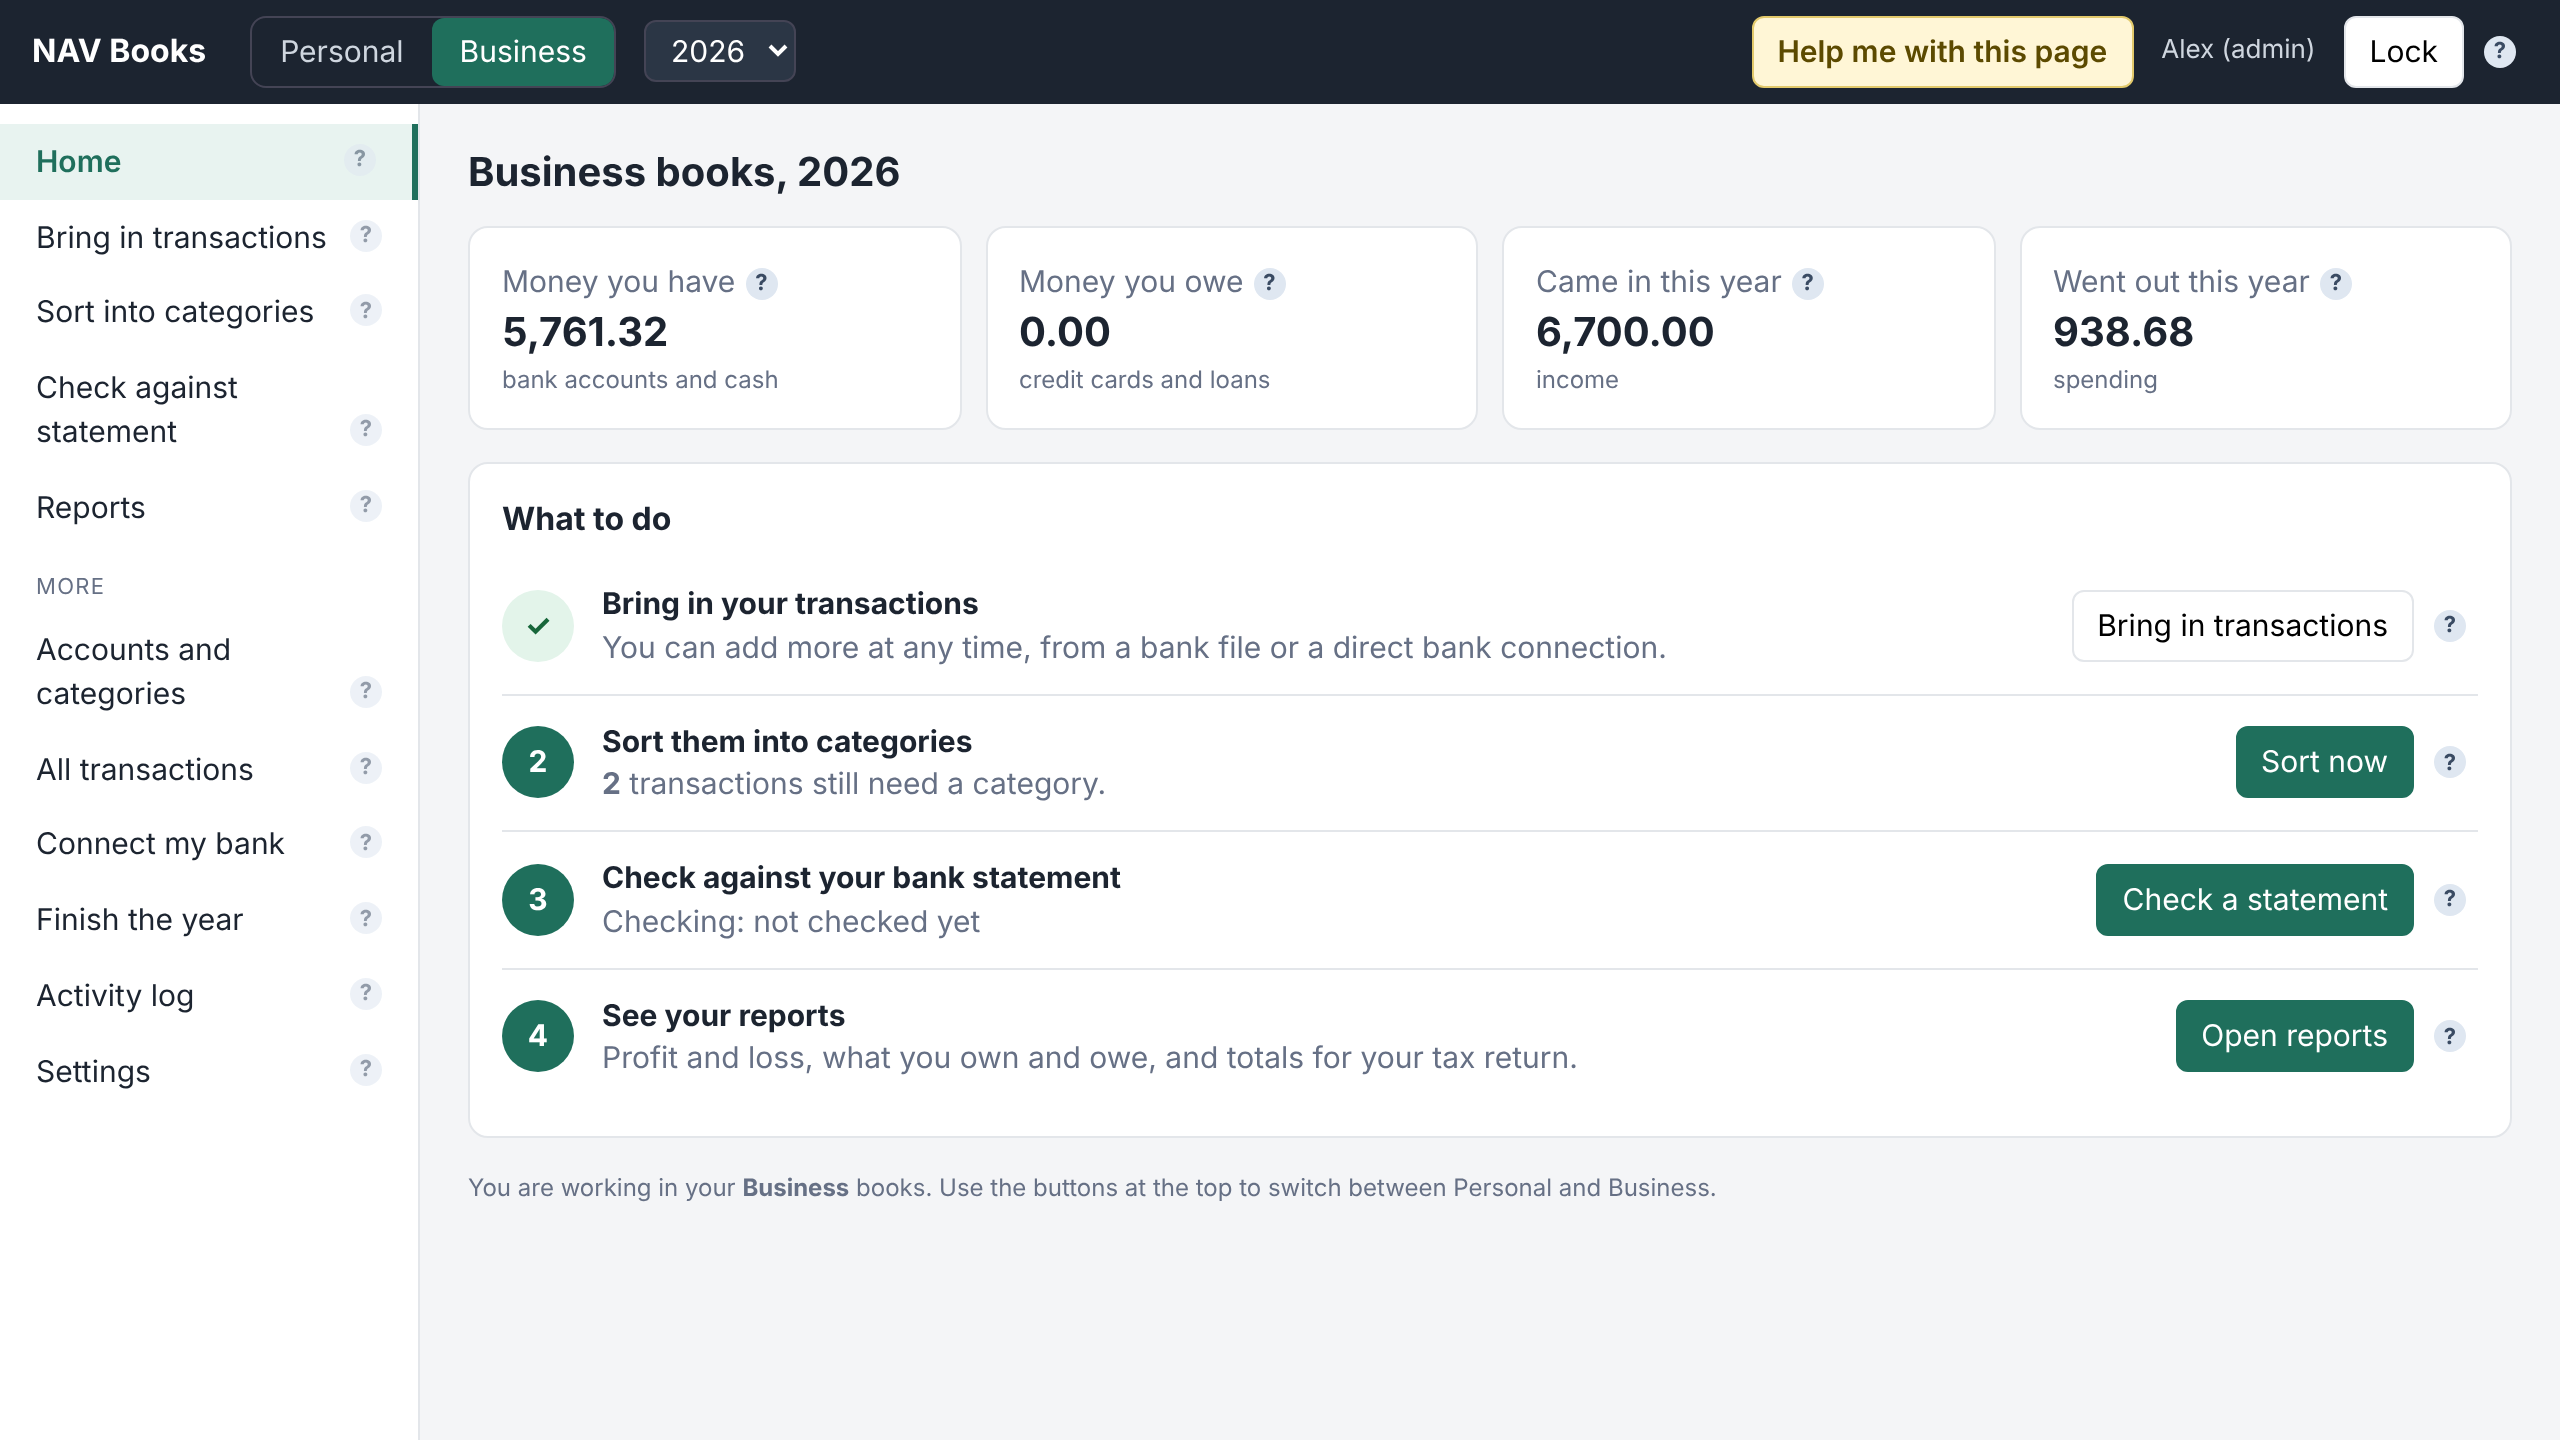 NAV Books
Personal
Business
2026
Help me with this page
Alex (admin)
Lock
?
Home ?
Bring in transactions ?
Sort into categories ?
Check against
statement ?
Reports ?
MORE
Accounts and
categories ?
All transactions ?
Connect my bank ?
Finish the year ?
Activity log ?
Settings ?
Business books, 2026
Money you have ?
5,761.32
bank accounts and cash
Money you owe ?
0.00
credit cards and loans
Came in this year ?
6,700.00
income
Went out this year ?
938.68
spending
What to do
Bring in your transactions
You can add more at any time, from a bank file or a direct bank connection.
Bring in transactions ?
2
Sort them into categories
2 transactions still need a category.
Sort now ?
3
Check against your bank statement
Checking: not checked yet
Check a statement ?
4
See your reports
Profit and loss, what you own and owe, and totals for your tax return.
Open reports ?
You are working in your Business books. Use the buttons at the top to switch between Personal and Business.